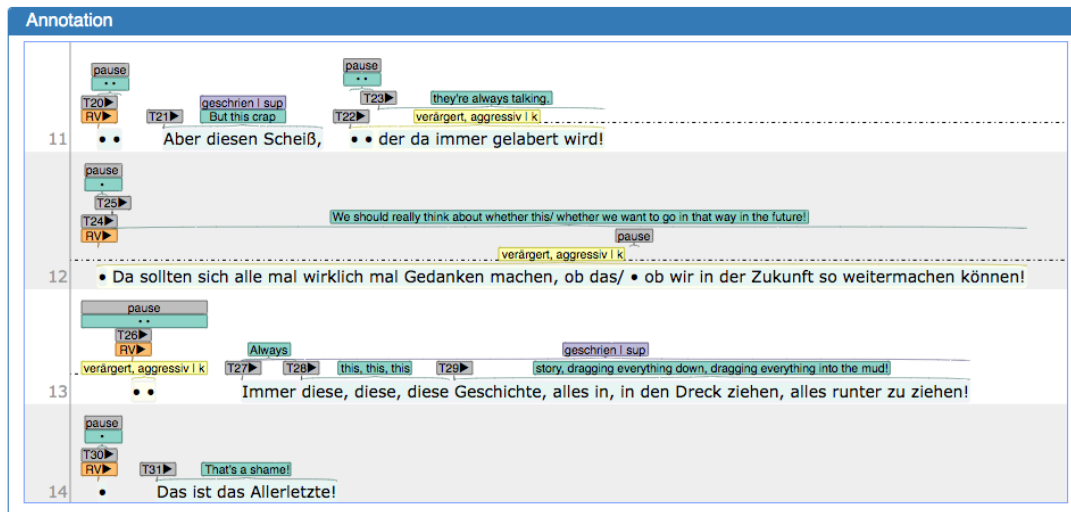 Annotation
pause pause
• • • •
T20▶ geschrien | sup T23▶ they're always talking.
RV▶ T21▶ But this crap T22▶ verärgert, aggressiv | k
11 • • Aber diesen Scheiß, • • der da immer gelabert wird!
pause
•
T25▶
T24▶ We should really think about whether this/ whether we want to go in that way in the future!
RV▶ pause
verärgert, aggressiv | k
12 • Da sollten sich alle mal wirklich mal Gedanken machen, ob das/ • ob wir in der Zukunft so weitermachen können!
pause
• •
T26▶
RV▶ Always geschrien | sup
verärgert, aggressiv | k T27▶ T28▶ this, this, this T29▶ story, dragging everything down, dragging everything into the mud!
13 • • Immer diese, diese, diese Geschichte, alles in, in den Dreck ziehen, alles runter zu ziehen!
pause
•
T30▶
RV▶ T31▶ That's a shame!
14 • Das ist das Allerletzte!